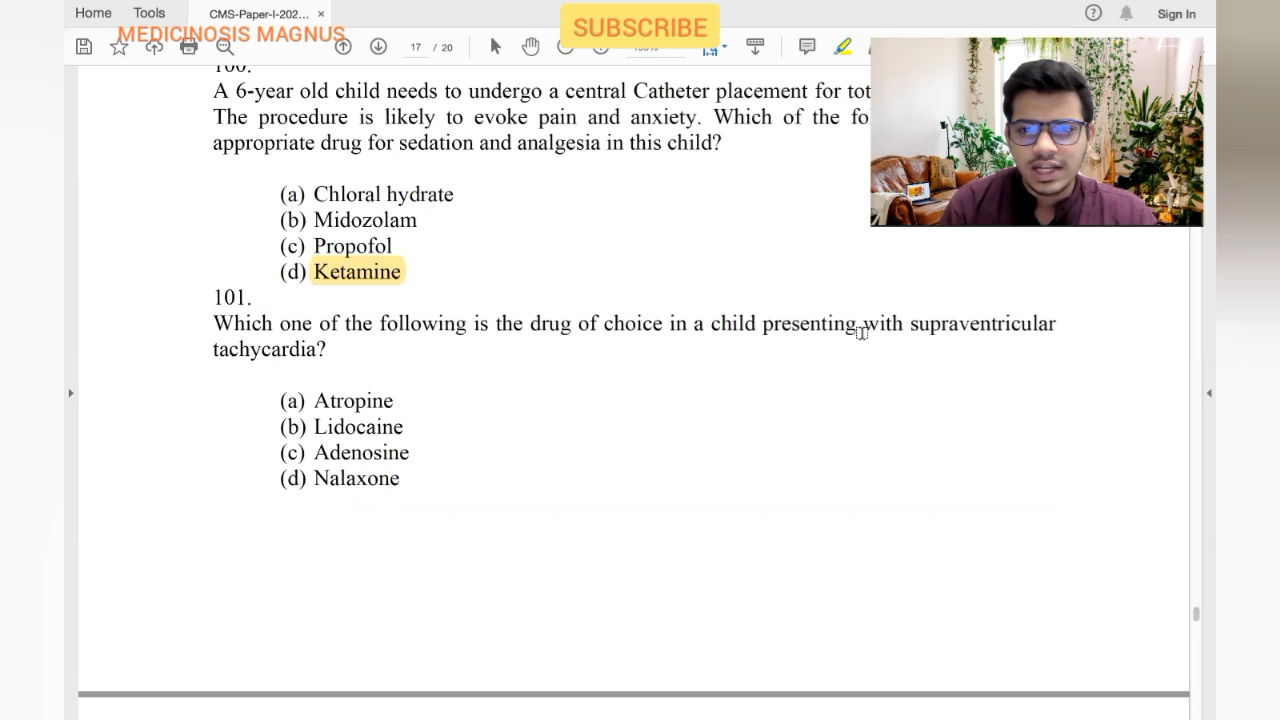 Home Tools CMS-Paper-I-202... × Sign In
SUBSCRIBE
MEDICINOSIS MAGNUS
17 / 20
100.
A 6-year old child needs to undergo a central Catheter placement for
The procedure is likely to evoke pain and anxiety. Which of the
appropriate drug for sedation and analgesia in this child?
(a) Chloral hydrate
(b) Midozolam
(c) Propofol
(d) Ketamine
101.
Which one of the following is the drug of choice in a child presenting with supraventricular
tachycardia?
(a) Atropine
(b) Lidocaine
(c) Adenosine
(d) Nalaxone